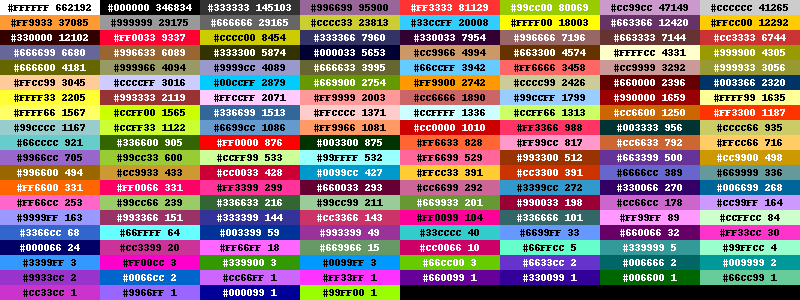 #FFFFFF 662192 #000000 346834 #333333 145103 #996699 95900 #FF3333 81129 #99cc00 80069 #cc99cc 47149 #cccccc 41265
#FF9933 37085 #999999 29175 #666666 29165 #cccc33 23813 #33ccFF 20008 #FFFF00 18003 #663366 12420 #FFcc00 12292
#330000 12102 #FF0033 9337 #cccc00 8454 #333366 7960 #330033 7954 #996666 7196 #663333 7144 #cc3333 6744
#666699 6680 #996633 6089 #333300 5874 #000033 5653 #cc9966 4994 #663300 4574 #FFFFcc 4331 #999900 4305
#666600 4181 #999966 4094 #9999cc 4089 #666633 3995 #66ccFF 3942 #FF6666 3458 #cc9999 3292 #999933 3056
#FFcc99 3045 #ccccFF 3016 #00ccFF 2879 #669900 2754 #FF9900 2742 #cccc99 2426 #660000 2396 #003366 2320
#FFFF33 2205 #993333 2119 #FFccFF 2071 #FF9999 2003 #cc6666 1890 #99ccFF 1799 #990000 1659 #FFFF99 1635
#FFFF66 1567 #ccFF00 1565 #336699 1513 #FFcccc 1371 #ccFFFF 1336 #ccFF66 1313 #cc6600 1250 #FF3300 1187
#99cccc 1167 #ccFF33 1122 #6699cc 1086 #FF9966 1081 #cc0000 1010 #FF3366 988 #003333 956 #cccc66 935
#66cccc 921 #336600 905 #FF0000 876 #003300 875 #FF6633 828 #FF99cc 817 #cc6633 792 #FFcc66 716
#9966cc 705 #99cc33 600 #ccFF99 533 #99FFFF 532 #FF6699 529 #993300 512 #663399 500 #cc9900 498
#996600 494 #cc9933 433 #cc0033 428 #0099cc 427 #FFcc33 391 #cc3300 391 #6666cc 389 #669999 336
#FF6600 331 #FF0066 331 #FF3399 299 #660033 293 #cc6699 292 #3399cc 272 #330066 270 #006699 268
#FF66cc 253 #99cc66 239 #336633 216 #99cc99 211 #669933 201 #990033 198 #cc66cc 178 #cc99FF 164
#9999FF 163 #993366 151 #333399 144 #cc3366 143 #FF0099 104 #336666 101 #FF99FF 89 #ccFFcc 84
#3366cc 68 #66FFFF 64 #003399 59 #993399 49 #33cccc 40 #6699FF 33 #660066 32 #FF33cc 30
#000066 24 #cc3399 20 #FF66FF 18 #669966 15 #cc0066 10 #66FFcc 5 #339999 5 #99FFcc 4
#3399FF 3 #FF00cc 3 #339900 3 #0099FF 3 #66cc00 3 #6633cc 2 #006666 2 #009999 2
#9933cc 2 #0066cc 2 #cc66FF 1 #FF33FF 1 #660099 1 #330099 1 #006600 1 #66cc99 1
#cc33cc 1 #9966FF 1 #000099 1 #99FF00 1